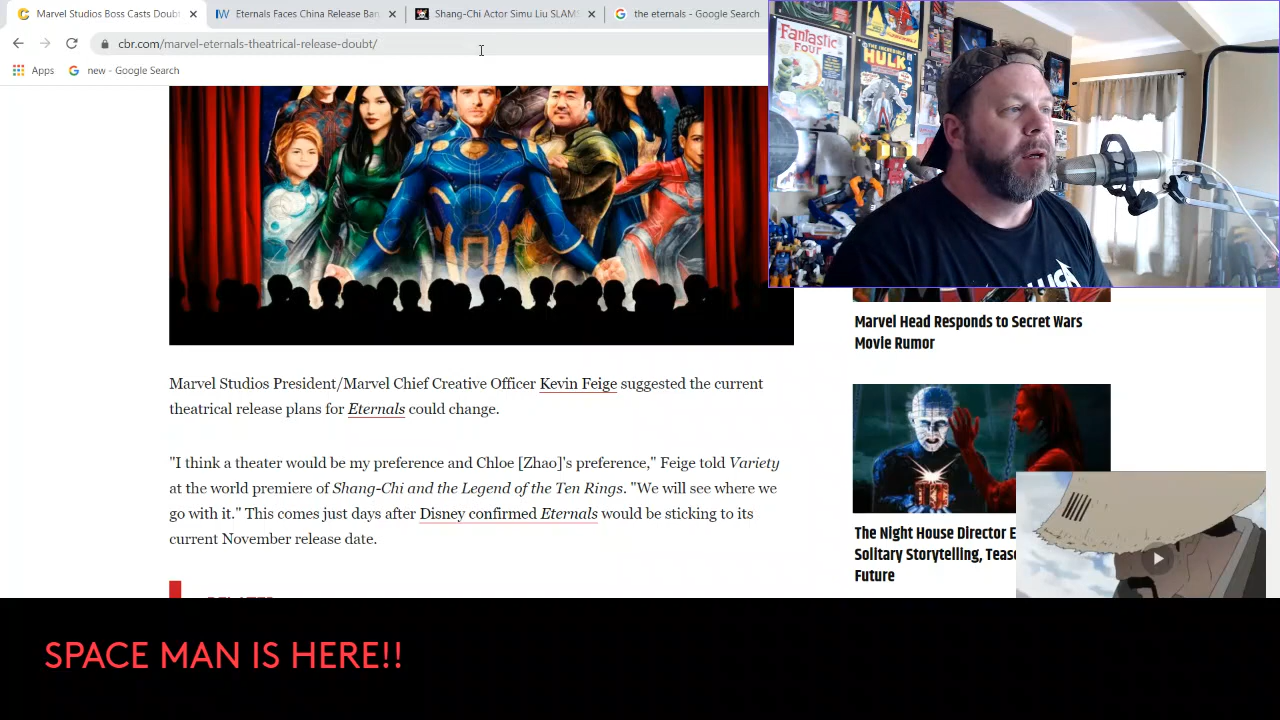 Marvel Studios Boss Casts Doubt
Eternals Faces China Release Ban
Shang-Chi Actor Simu Liu SLAMS
the eternals - Google Search
cbr.com/marvel-eternals-theatrical-release-doubt/
Apps
new - Google Search
FANTASTIC FOUR
THE INCREDIBLE
HULK
Marvel Studios President/Marvel Chief Creative Officer Kevin Feige suggested the current
theatrical release plans for Eternals could change.
"I think a theater would be my preference and Chloe [Zhao]'s preference," Feige told Variety
at the world premiere of Shang-Chi and the Legend of the Ten Rings. "We will see where we
go with it." This comes just days after Disney confirmed Eternals would be sticking to its
current November release date.
Marvel Head Responds to Secret Wars
Movie Rumor
The Night House Director E
Solitary Storytelling, Tease
Future
SPACE MAN IS HERE!!